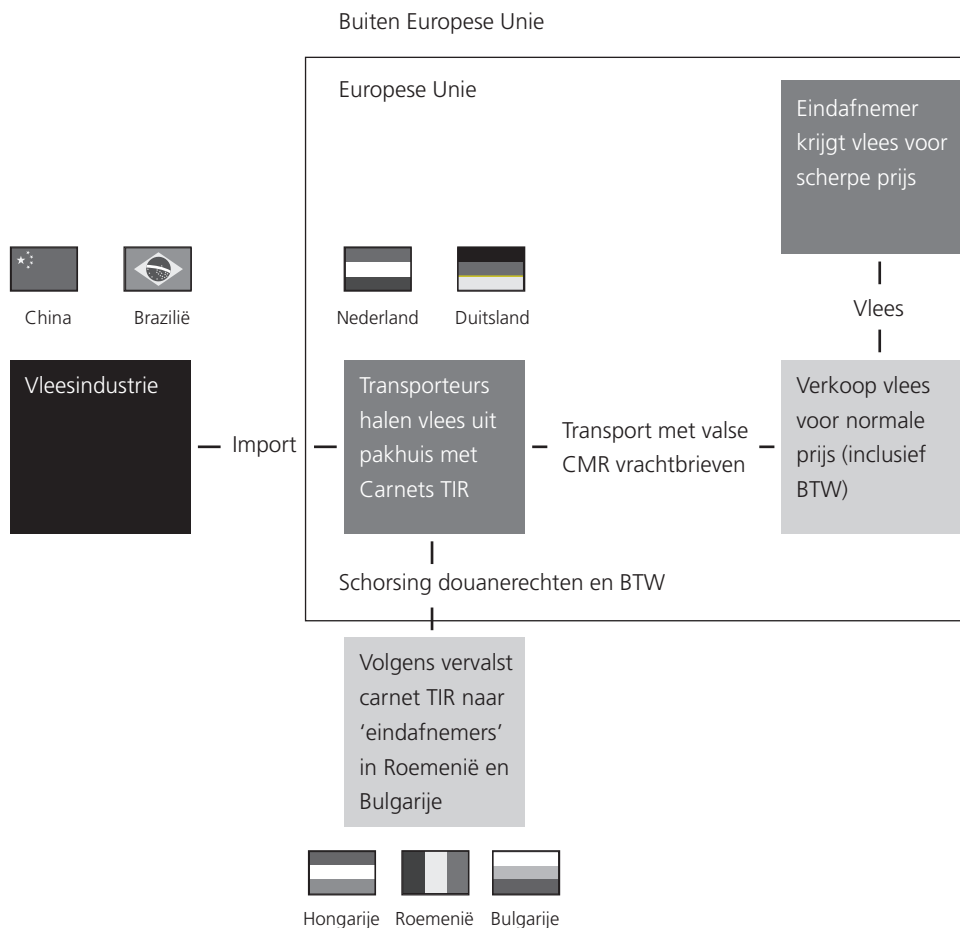 Buiten Europese Unie
Europese Unie
Eindafnemer
krijgt vlees voor
scherpe prijs
China
Brazilië
Nederland
Duitsland
Vlees
Vleesindustrie
Import
Transporteurs
halen vlees uit
pakhuis met
Carnets TIR
Transport met valse
CMR vrachtbrieven
Verkoop vlees
voor normale
prijs (inclusief
BTW)
Schorsing douanerechten en BTW
Volgens vervalst
carnet TIR naar
‘eindafnemers’
in Roemenië en
Bulgarije
Hongarije
Roemenië
Bulgarije